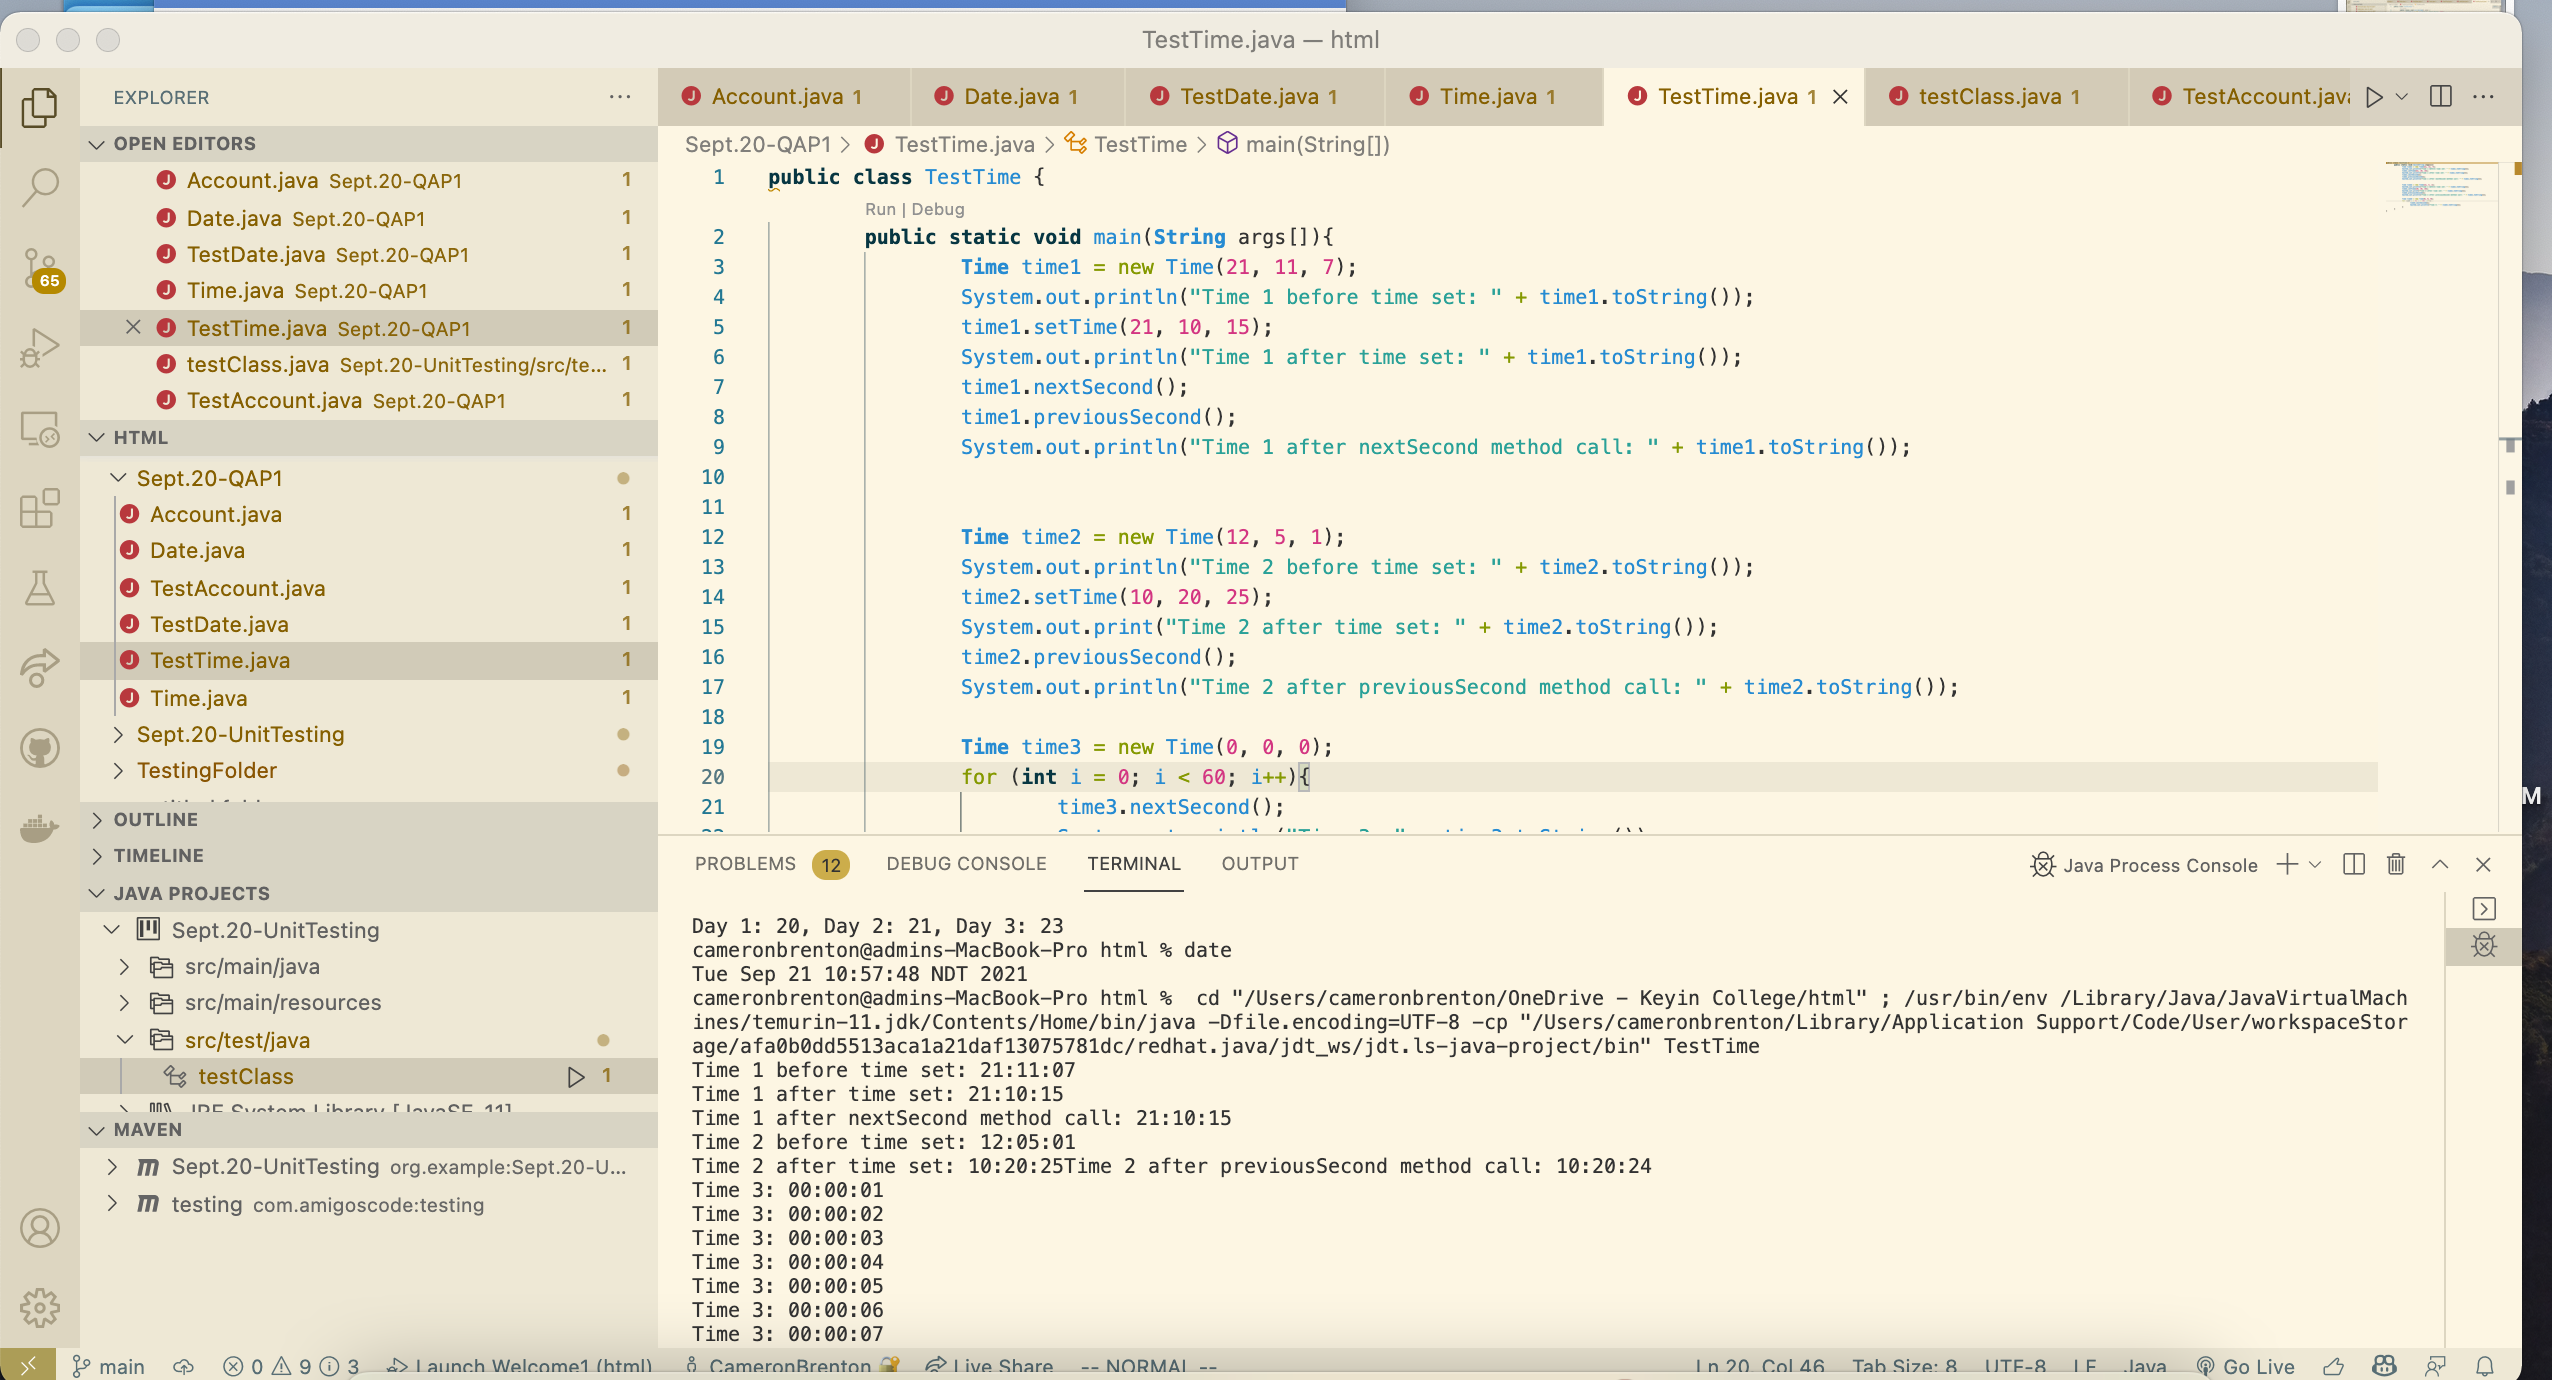 TestTime.java — html
EXPLORER
OPEN EDITORS
Account.java Sept.20-QAP1 1
Date.java Sept.20-QAP1 1
TestDate.java Sept.20-QAP1 1
Time.java Sept.20-QAP1 1
TestTime.java Sept.20-QAP1 1
testClass.java Sept.20-UnitTesting/src/te... 1
TestAccount.java Sept.20-QAP1 1
HTML
Sept.20-QAP1
Account.java 1
Date.java 1
TestAccount.java 1
TestDate.java 1
TestTime.java 1
Time.java 1
Sept.20-UnitTesting
TestingFolder
OUTLINE
TIMELINE
JAVA PROJECTS
Sept.20-UnitTesting
src/main/java
src/main/resources
src/test/java
testClass 1
JRE System Library [JavaSE-11]
MAVEN
Sept.20-UnitTesting org.example:Sept.20-U...
testing com.amigoscode:testing
65
Account.java 1 Date.java 1 TestDate.java 1 Time.java 1 TestTime.java 1 testClass.java 1 TestAccount.java
Sept.20-QAP1 > TestTime.java > TestTime > main(String[])
1 public class TestTime {
Run | Debug
2 public static void main(String args[]){
3 Time time1 = new Time(21, 11, 7);
4 System.out.println("Time 1 before time set: " + time1.toString());
5 time1.setTime(21, 10, 15);
6 System.out.println("Time 1 after time set: " + time1.toString());
7 time1.nextSecond();
8 time1.previousSecond();
9 System.out.println("Time 1 after nextSecond method call: " + time1.toString());
10
11
12 Time time2 = new Time(12, 5, 1);
13 System.out.println("Time 2 before time set: " + time2.toString());
14 time2.setTime(10, 20, 25);
15 System.out.print("Time 2 after time set: " + time2.toString());
16 time2.previousSecond();
17 System.out.println("Time 2 after previousSecond method call: " + time2.toString());
18
19 Time time3 = new Time(0, 0, 0);
20 for (int i = 0; i < 60; i++){
21 time3.nextSecond();
PROBLEMS 12 DEBUG CONSOLE TERMINAL OUTPUT Java Process Console
Day 1: 20, Day 2: 21, Day 3: 23
cameronbrenton@admins-MacBook-Pro html % date
Tue Sep 21 10:57:48 NDT 2021
cameronbrenton@admins-MacBook-Pro html %  cd "/Users/cameronbrenton/OneDrive - Keyin College/html" ; /usr/bin/env /Library/Java/JavaVirtualMach
ines/temurin-11.jdk/Contents/Home/bin/java -Dfile.encoding=UTF-8 -cp "/Users/cameronbrenton/Library/Application Support/Code/User/workspaceStor
age/afa0b0dd5513aca1a21daf13075781dc/redhat.java/jdt_ws/jdt.ls-java-project/bin" TestTime
Time 1 before time set: 21:11:07
Time 1 after time set: 21:10:15
Time 1 after nextSecond method call: 21:10:15
Time 2 before time set: 12:05:01
Time 2 after time set: 10:20:25Time 2 after previousSecond method call: 10:20:24
Time 3: 00:00:01
Time 3: 00:00:02
Time 3: 00:00:03
Time 3: 00:00:04
Time 3: 00:00:05
Time 3: 00:00:06
Time 3: 00:00:07
main 0 9 3 Launch Welcome1 (html) CameronBrenton Live Share -- NORMAL -- Ln 20, Col 46 Tab Size: 8 UTF-8 LF Java Go Live
M